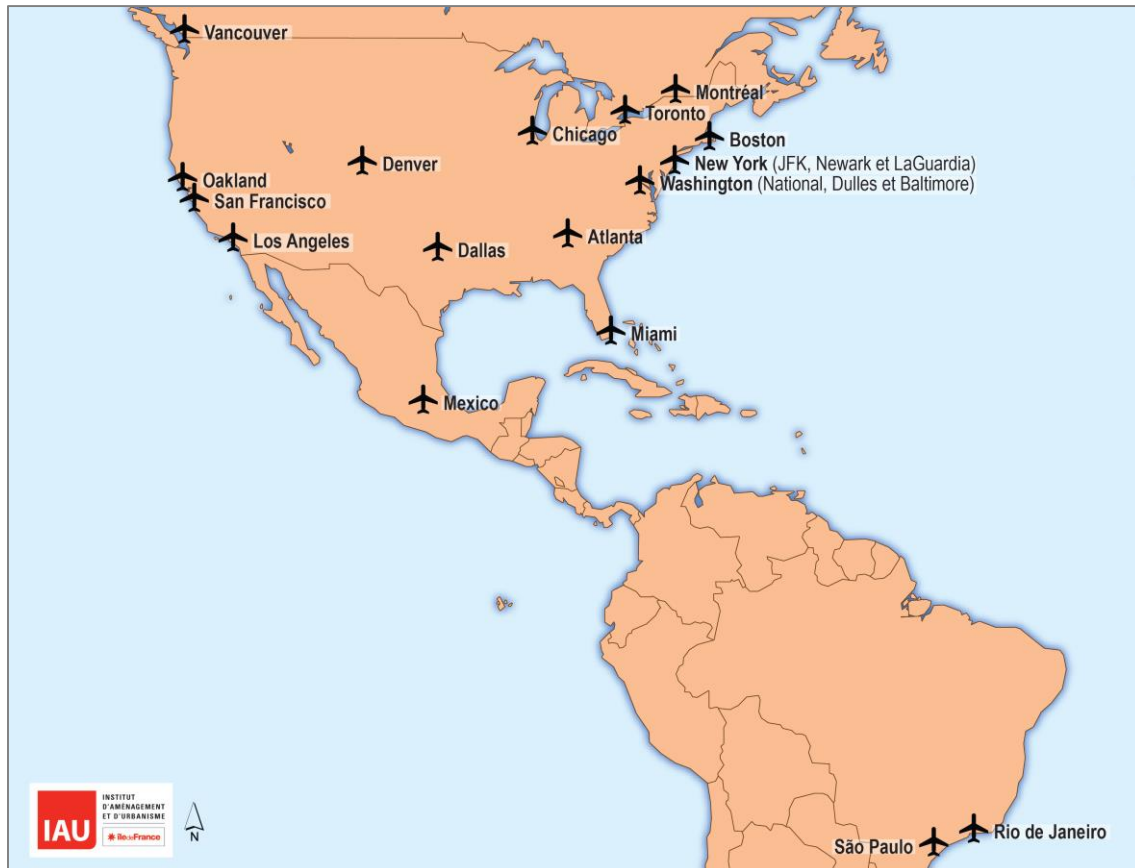 Vancouver
Montréal
Toronto
Chicago
Boston
Denver
New York (JFK, Newark et LaGuardia)
Oakland
Washington (National, Dulles et Baltimore)
San Francisco
Los Angeles
Dallas
Atlanta
Miami
Mexico
IAU
INSTITUT
D'AMÉNAGEMENT
ET D'URBANISME
îledeFrance
N
Rio de Janeiro
São Paulo